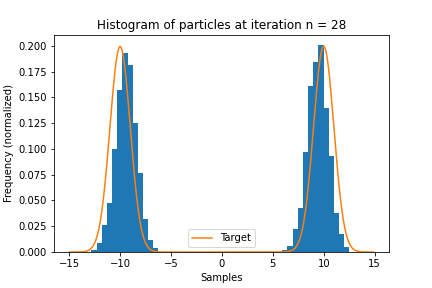 Histogram of particles at iteration n = 28
Frequency (normalized)
0.200
0.175
0.150
0.125
0.100
0.075
0.050
0.025
0.000
Target
−15 −10 −5 0 5 10 15
Samples